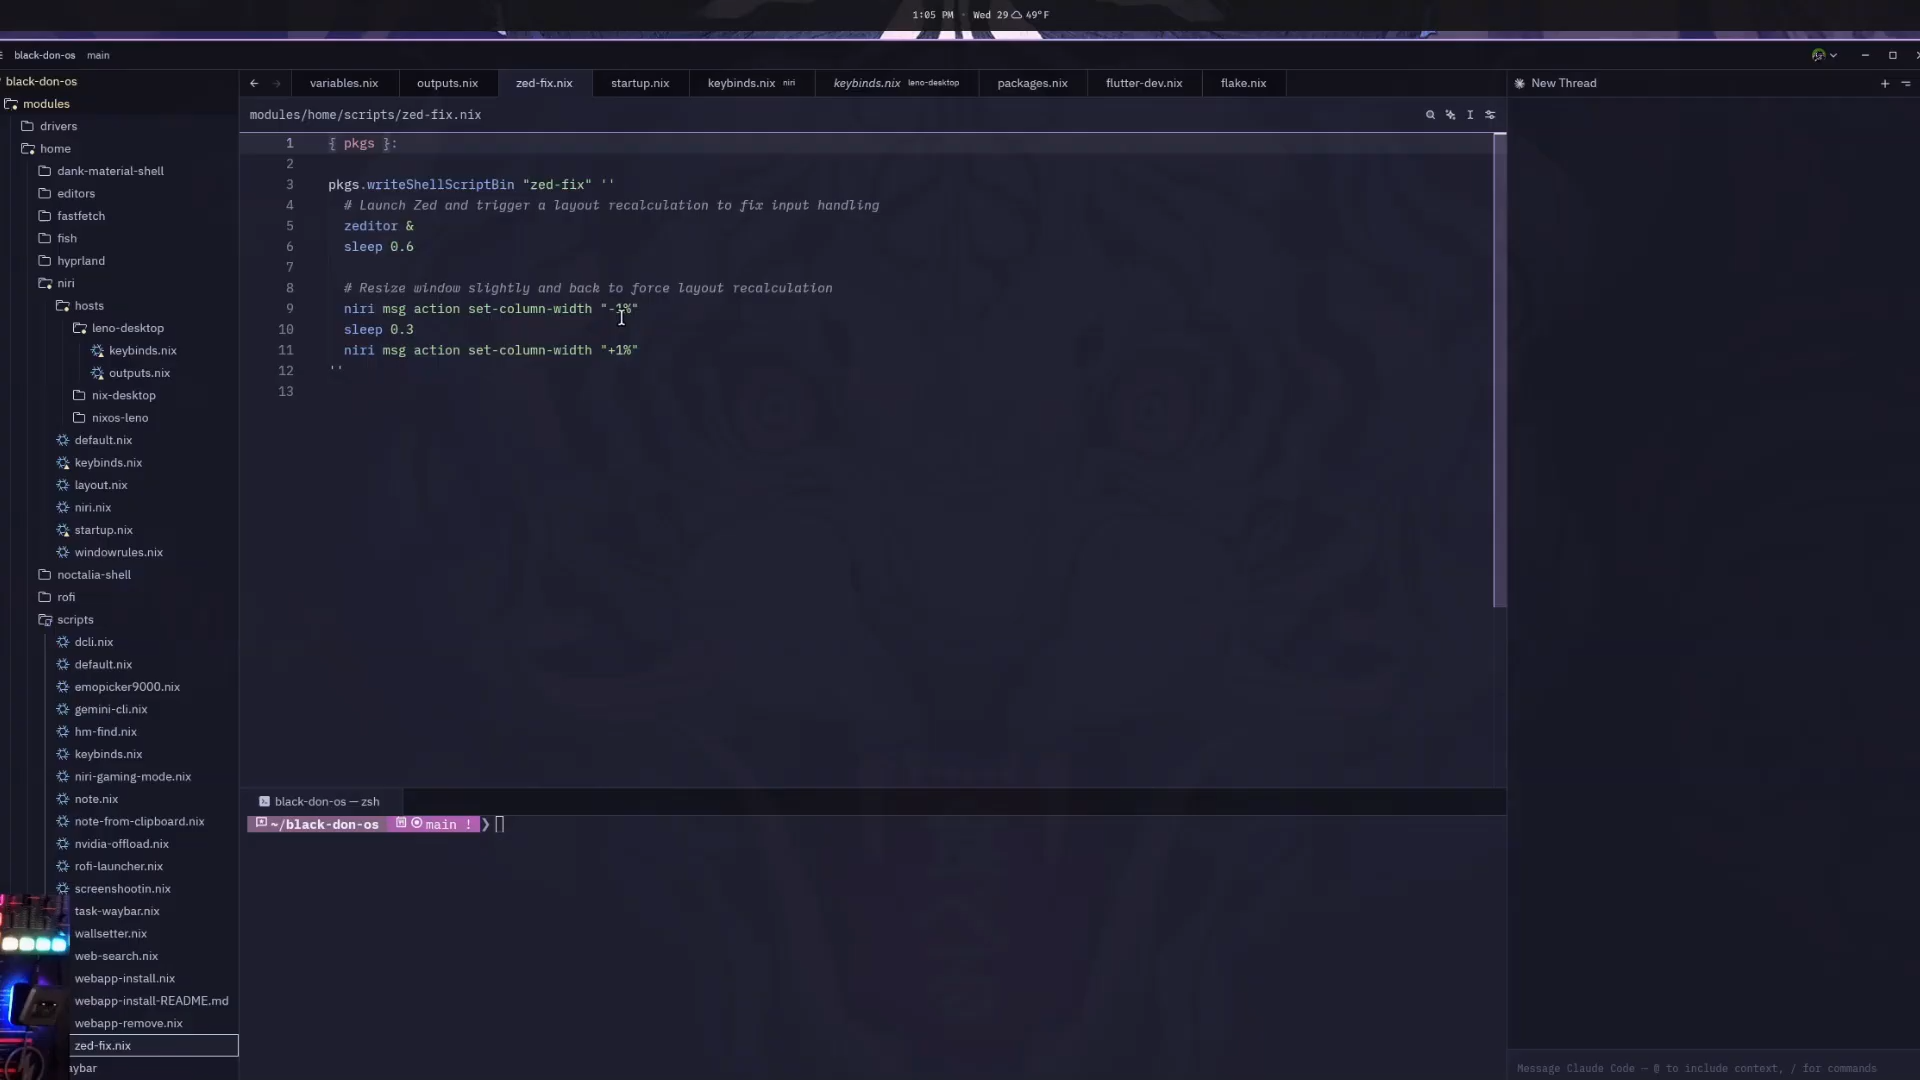 1:05 PM · Wed 29 49°F
black-don-os main
black-don-os
modules
drivers
home
dank-material-shell
editors
fastfetch
fish
hyprland
niri
hosts
leno-desktop
keybinds.nix
outputs.nix
nix-desktop
nixos-leno
default.nix
keybinds.nix
layout.nix
niri.nix
startup.nix
windowrules.nix
noctalia-shell
rofi
scripts
dcli.nix
default.nix
emopicker9000.nix
gemini-cli.nix
hm-find.nix
keybinds.nix
niri-gaming-mode.nix
note.nix
note-from-clipboard.nix
nvidia-offload.nix
rofi-launcher.nix
screenshootin.nix
task-waybar.nix
wallsetter.nix
web-search.nix
webapp-install.nix
webapp-install-README.md
webapp-remove.nix
zed-fix.nix
aybar
variables.nix outputs.nix zed-fix.nix startup.nix keybinds.nix niri keybinds.nix leno-desktop packages.nix flutter-dev.nix flake.nix
modules/home/scripts/zed-fix.nix
1 { pkgs }:
2
3 pkgs.writeShellScriptBin "zed-fix" ''
4 # Launch Zed and trigger a layout recalculation to fix input handling
5 zeditor &
6 sleep 0.6
7
8 # Resize window slightly and back to force layout recalculation
9 niri msg action set-column-width "-1%"
10 sleep 0.3
11 niri msg action set-column-width "+1%"
12 ''
13
black-don-os — zsh
~/black-don-os main ! ❯
New Thread
Message Claude Code — @ to include context, / for commands